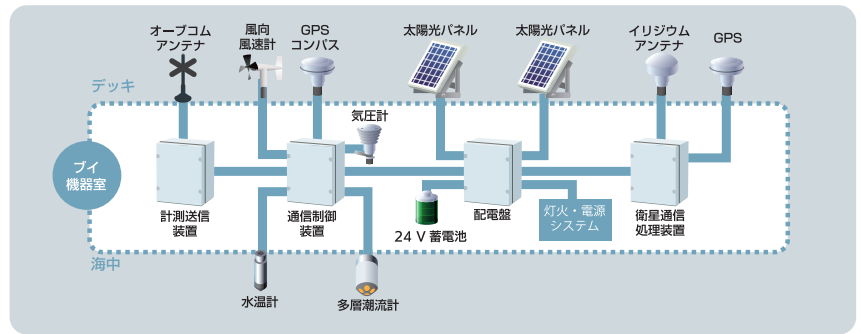 オーブコム
アンテナ
風向
風速計
GPS
コンパス
太陽光パネル
太陽光パネル
イリジウム
アンテナ
GPS
デッキ
気圧計
ブイ
機器室
計測送信
装置
通信制御
装置
24 V 蓄電池
配電盤
灯火・電源
システム
衛星通信
処理装置
海中
水温計
多層潮流計